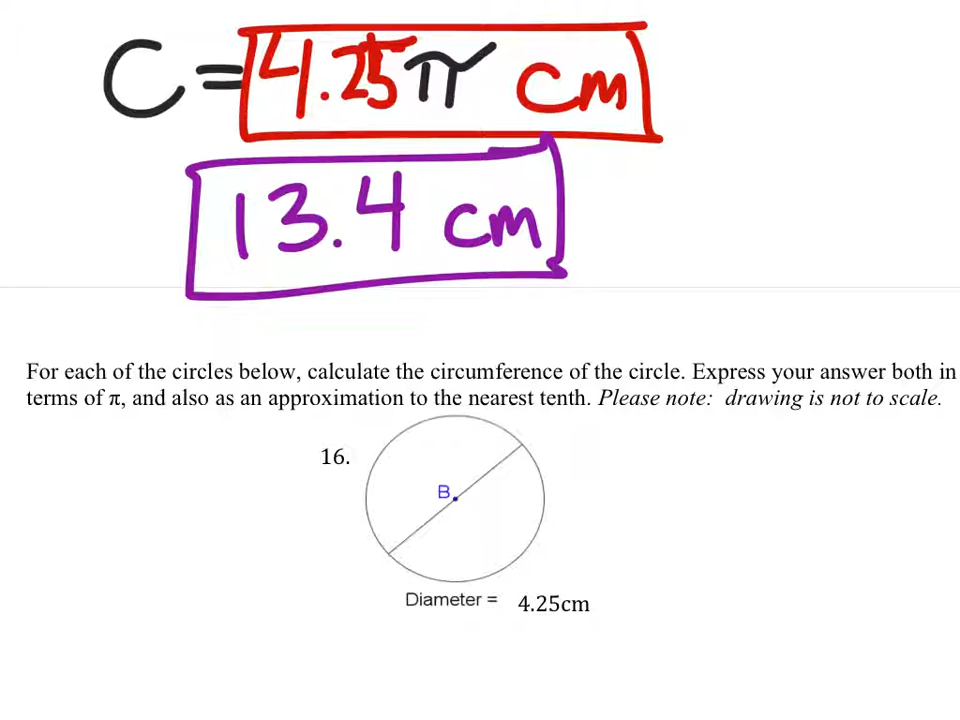 C = 4.25π cm
13.4 cm
For each of the circles below, calculate the circumference of the circle. Express your answer both in
terms of π, and also as an approximation to the nearest tenth. Please note: drawing is not to scale.
16.
B
Diameter = 4.25cm